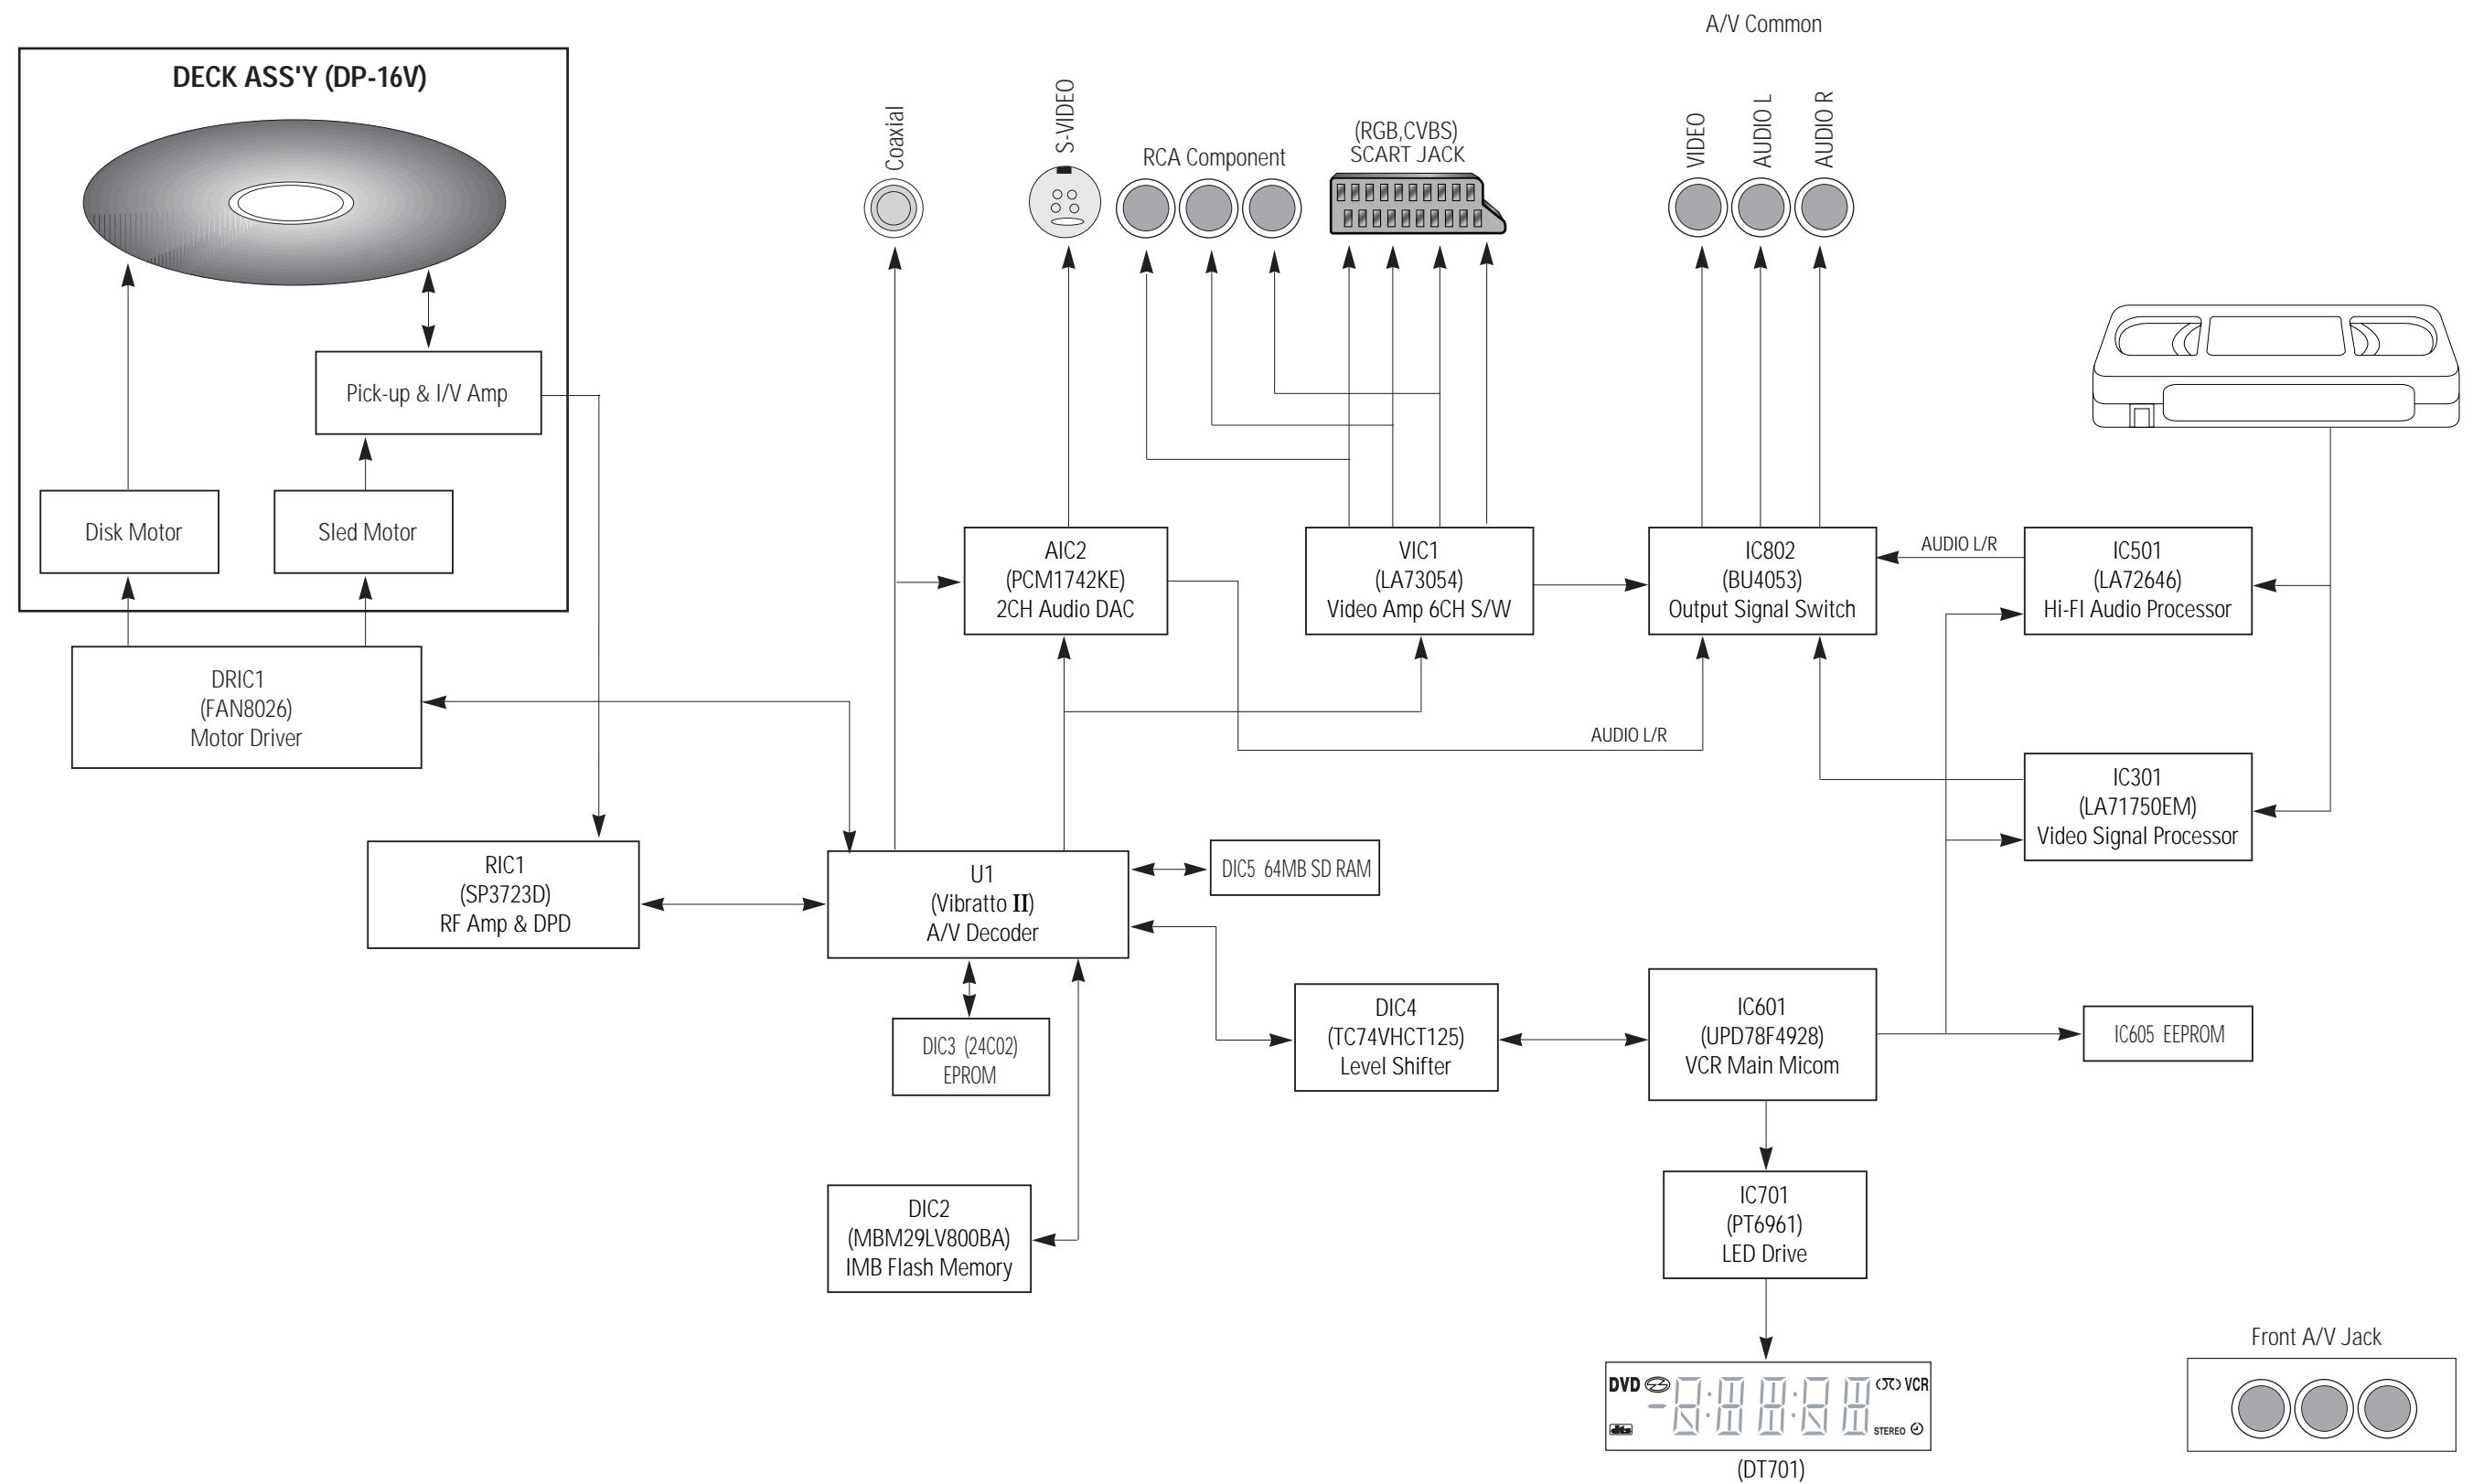 A/V Common
DECK ASS'Y (DP-16V)
Coaxial
S-VIDEO
RCA Component
(RGB,CVBS)
SCART JACK
VIDEO
AUDIO L
AUDIO R
Pick-up & I/V Amp
Disk Motor
Sled Motor
AIC2
(PCM1742KE)
2CH Audio DAC
VIC1
(LA73054)
Video Amp 6CH S/W
IC802
(BU4053)
Output Signal Switch
AUDIO L/R
IC501
(LA72646)
Hi-FI Audio Processor
DRIC1
(FAN8026)
Motor Driver
AUDIO L/R
IC301
(LA71750EM)
Video Signal Processor
RIC1
(SP3723D)
RF Amp & DPD
U1
(Vibratto II)
A/V Decoder
DIC5 64MB SD RAM
DIC3 (24C02)
EPROM
DIC4
(TC74VHCT125)
Level Shifter
IC601
(UPD78F4928)
VCR Main Micom
IC605 EEPROM
DIC2
(MBM29LV800BA)
IMB Flash Memory
IC701
(PT6961)
LED Drive
Front A/V Jack
DVD
VCR
dts
STEREO
(DT701)